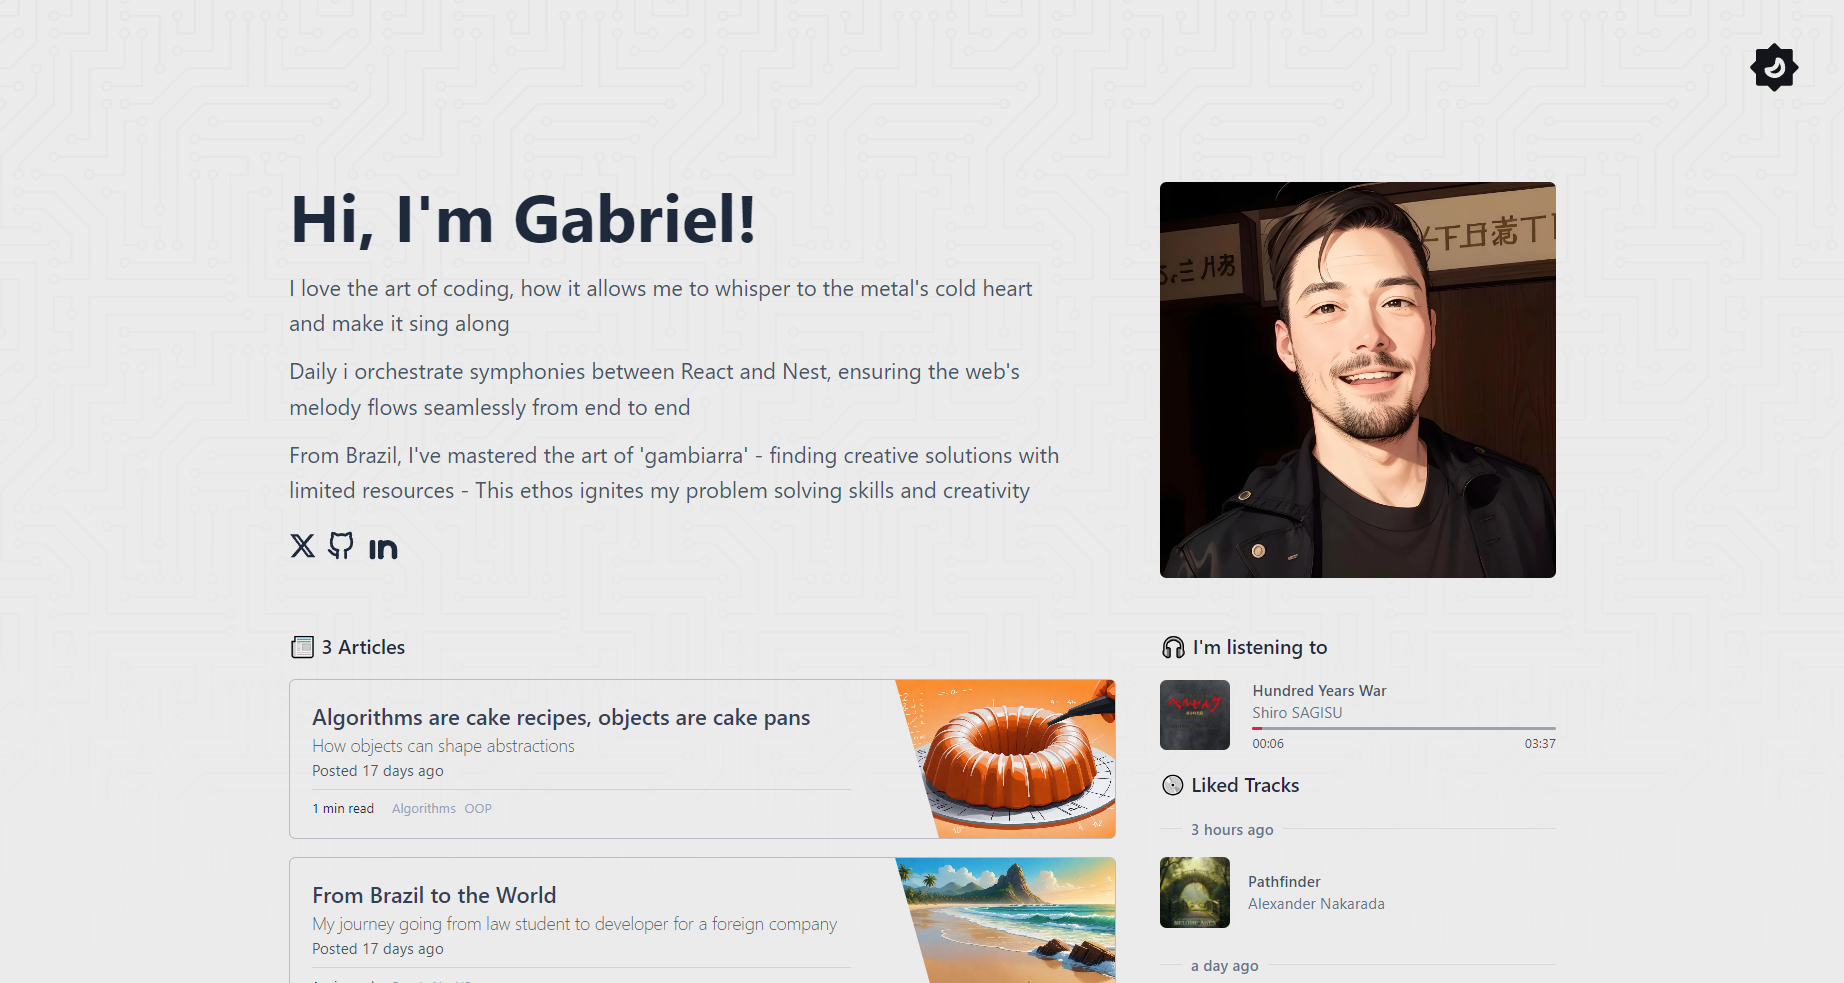 Hi, I'm Gabriel!
I love the art of coding, how it allows me to whisper to the metal's cold heart
and make it sing along
Daily i orchestrate symphonies between React and Nest, ensuring the web's
melody flows seamlessly from end to end
From Brazil, I've mastered the art of 'gambiarra' - finding creative solutions with
limited resources - This ethos ignites my problem solving skills and creativity
3 Articles
Algorithms are cake recipes, objects are cake pans
How objects can shape abstractions
Posted 17 days ago
1 min read Algorithms OOP
From Brazil to the World
My journey going from law student to developer for a foreign company
Posted 17 days ago
I'm listening to
ベルセルク
Hundred Years War
Shiro SAGISU
00:06 03:37
Liked Tracks
3 hours ago
Pathfinder
Alexander Nakarada
a day ago